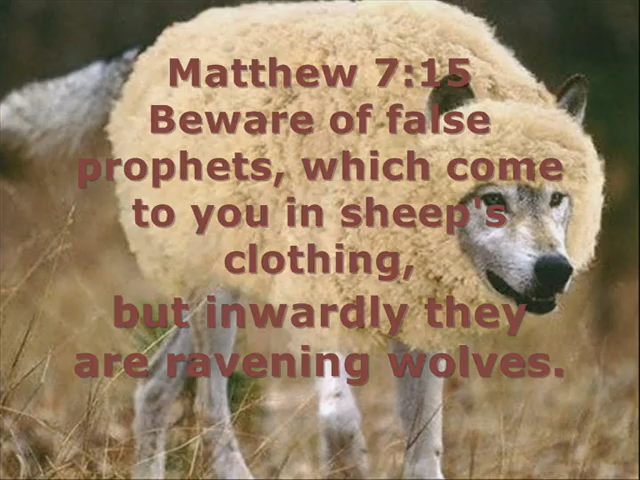 Matthew 7:15
Beware of false
prophets, which come
to you in sheep's
clothing,
but inwardly they
are ravening wolves.